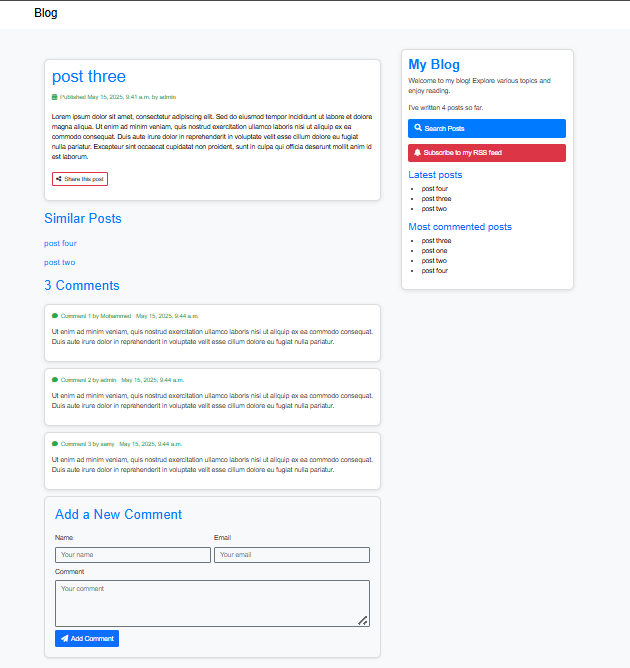 Blog
post three
Published May 15, 2025, 9:41 a.m. by admin
Lorem ipsum dolor sit amet, consectetur adipiscing elit. Sed do eiusmod tempor incididunt ut labore et dolore
magna aliqua. Ut enim ad minim veniam, quis nostrud exercitation ullamco laboris nisi ut aliquip ex ea
commodo consequat. Duis aute irure dolor in reprehenderit in voluptate velit esse cillum dolore eu fugiat
nulla pariatur. Excepteur sint occaecat cupidatat non proident, sunt in culpa qui officia deserunt mollit anim id
est laborum.
Share this post
Similar Posts
post four
post two
3 Comments
Comment 1 by Mohammed May 15, 2025, 9:44 a.m.
Ut enim ad minim veniam, quis nostrud exercitation ullamco laboris nisi ut aliquip ex ea commodo consequat.
Duis aute irure dolor in reprehenderit in voluptate velit esse cillum dolore eu fugiat nulla pariatur.
Comment 2 by admin May 15, 2025, 9:44 a.m.
Ut enim ad minim veniam, quis nostrud exercitation ullamco laboris nisi ut aliquip ex ea commodo consequat.
Duis aute irure dolor in reprehenderit in voluptate velit esse cillum dolore eu fugiat nulla pariatur.
Comment 3 by samy May 15, 2025, 9:44 a.m.
Ut enim ad minim veniam, quis nostrud exercitation ullamco laboris nisi ut aliquip ex ea commodo consequat.
Duis aute irure dolor in reprehenderit in voluptate velit esse cillum dolore eu fugiat nulla pariatur.
Add a New Comment
Name Email
Your name Your email
Comment
Your comment
Add Comment
My Blog
Welcome to my blog! Explore various topics and
enjoy reading.
I've written 4 posts so far.
Search Posts
Subscribe to my RSS feed
Latest posts
post four
post three
post two
Most commented posts
post three
post one
post two
post four